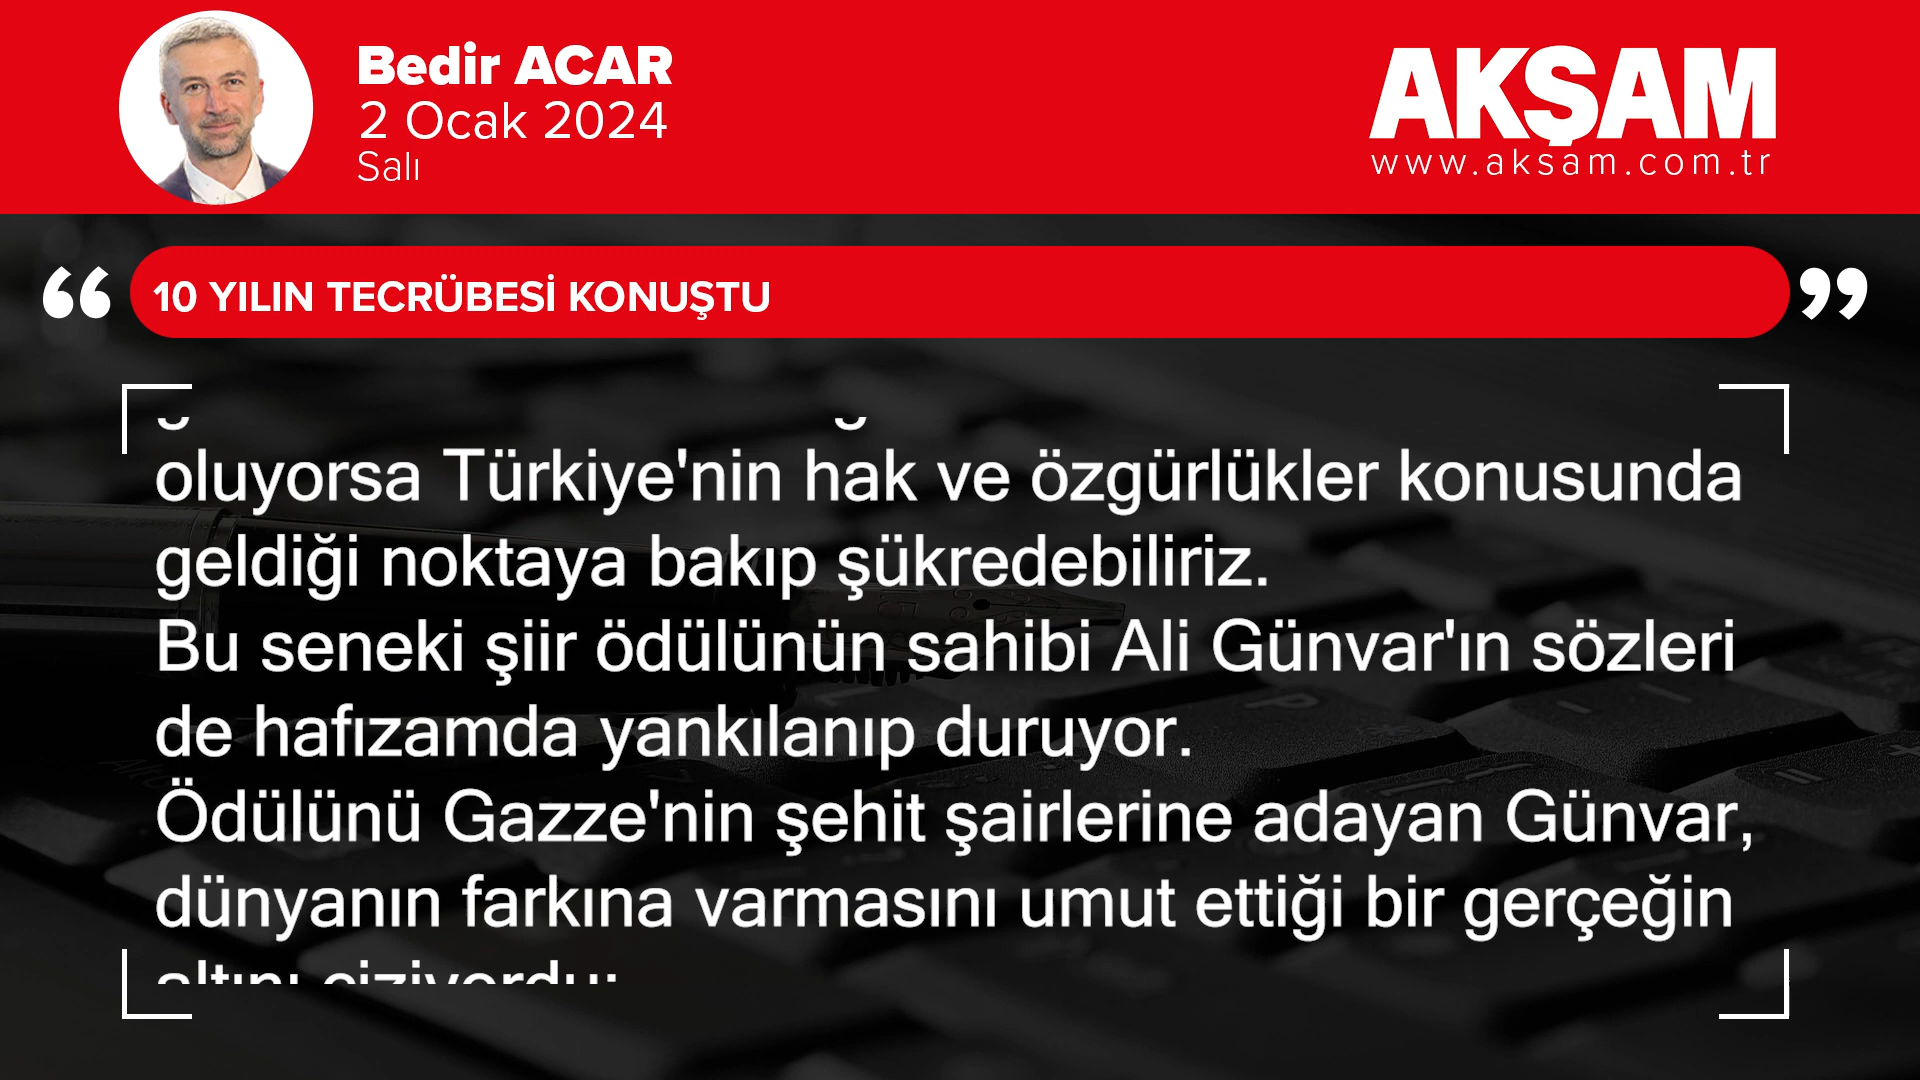 Bedir ACAR
2 Ocak 2024
Salı
AKŞAM
www.aksam.com.tr
“ 10 YILIN TECRÜBESİ KONUŞTU ”
oluyorsa Türkiye'nin hak ve özgürlükler konusunda
geldiği noktaya bakıp şükredebiliriz.
Bu seneki şiir ödülünün sahibi Ali Günvar'ın sözleri
de hafızamda yankılanıp duruyor.
Ödülünü Gazze'nin şehit şairlerine adayan Günvar,
dünyanın farkına varmasını umut ettiği bir gerçeğin
altını çiziyordu: